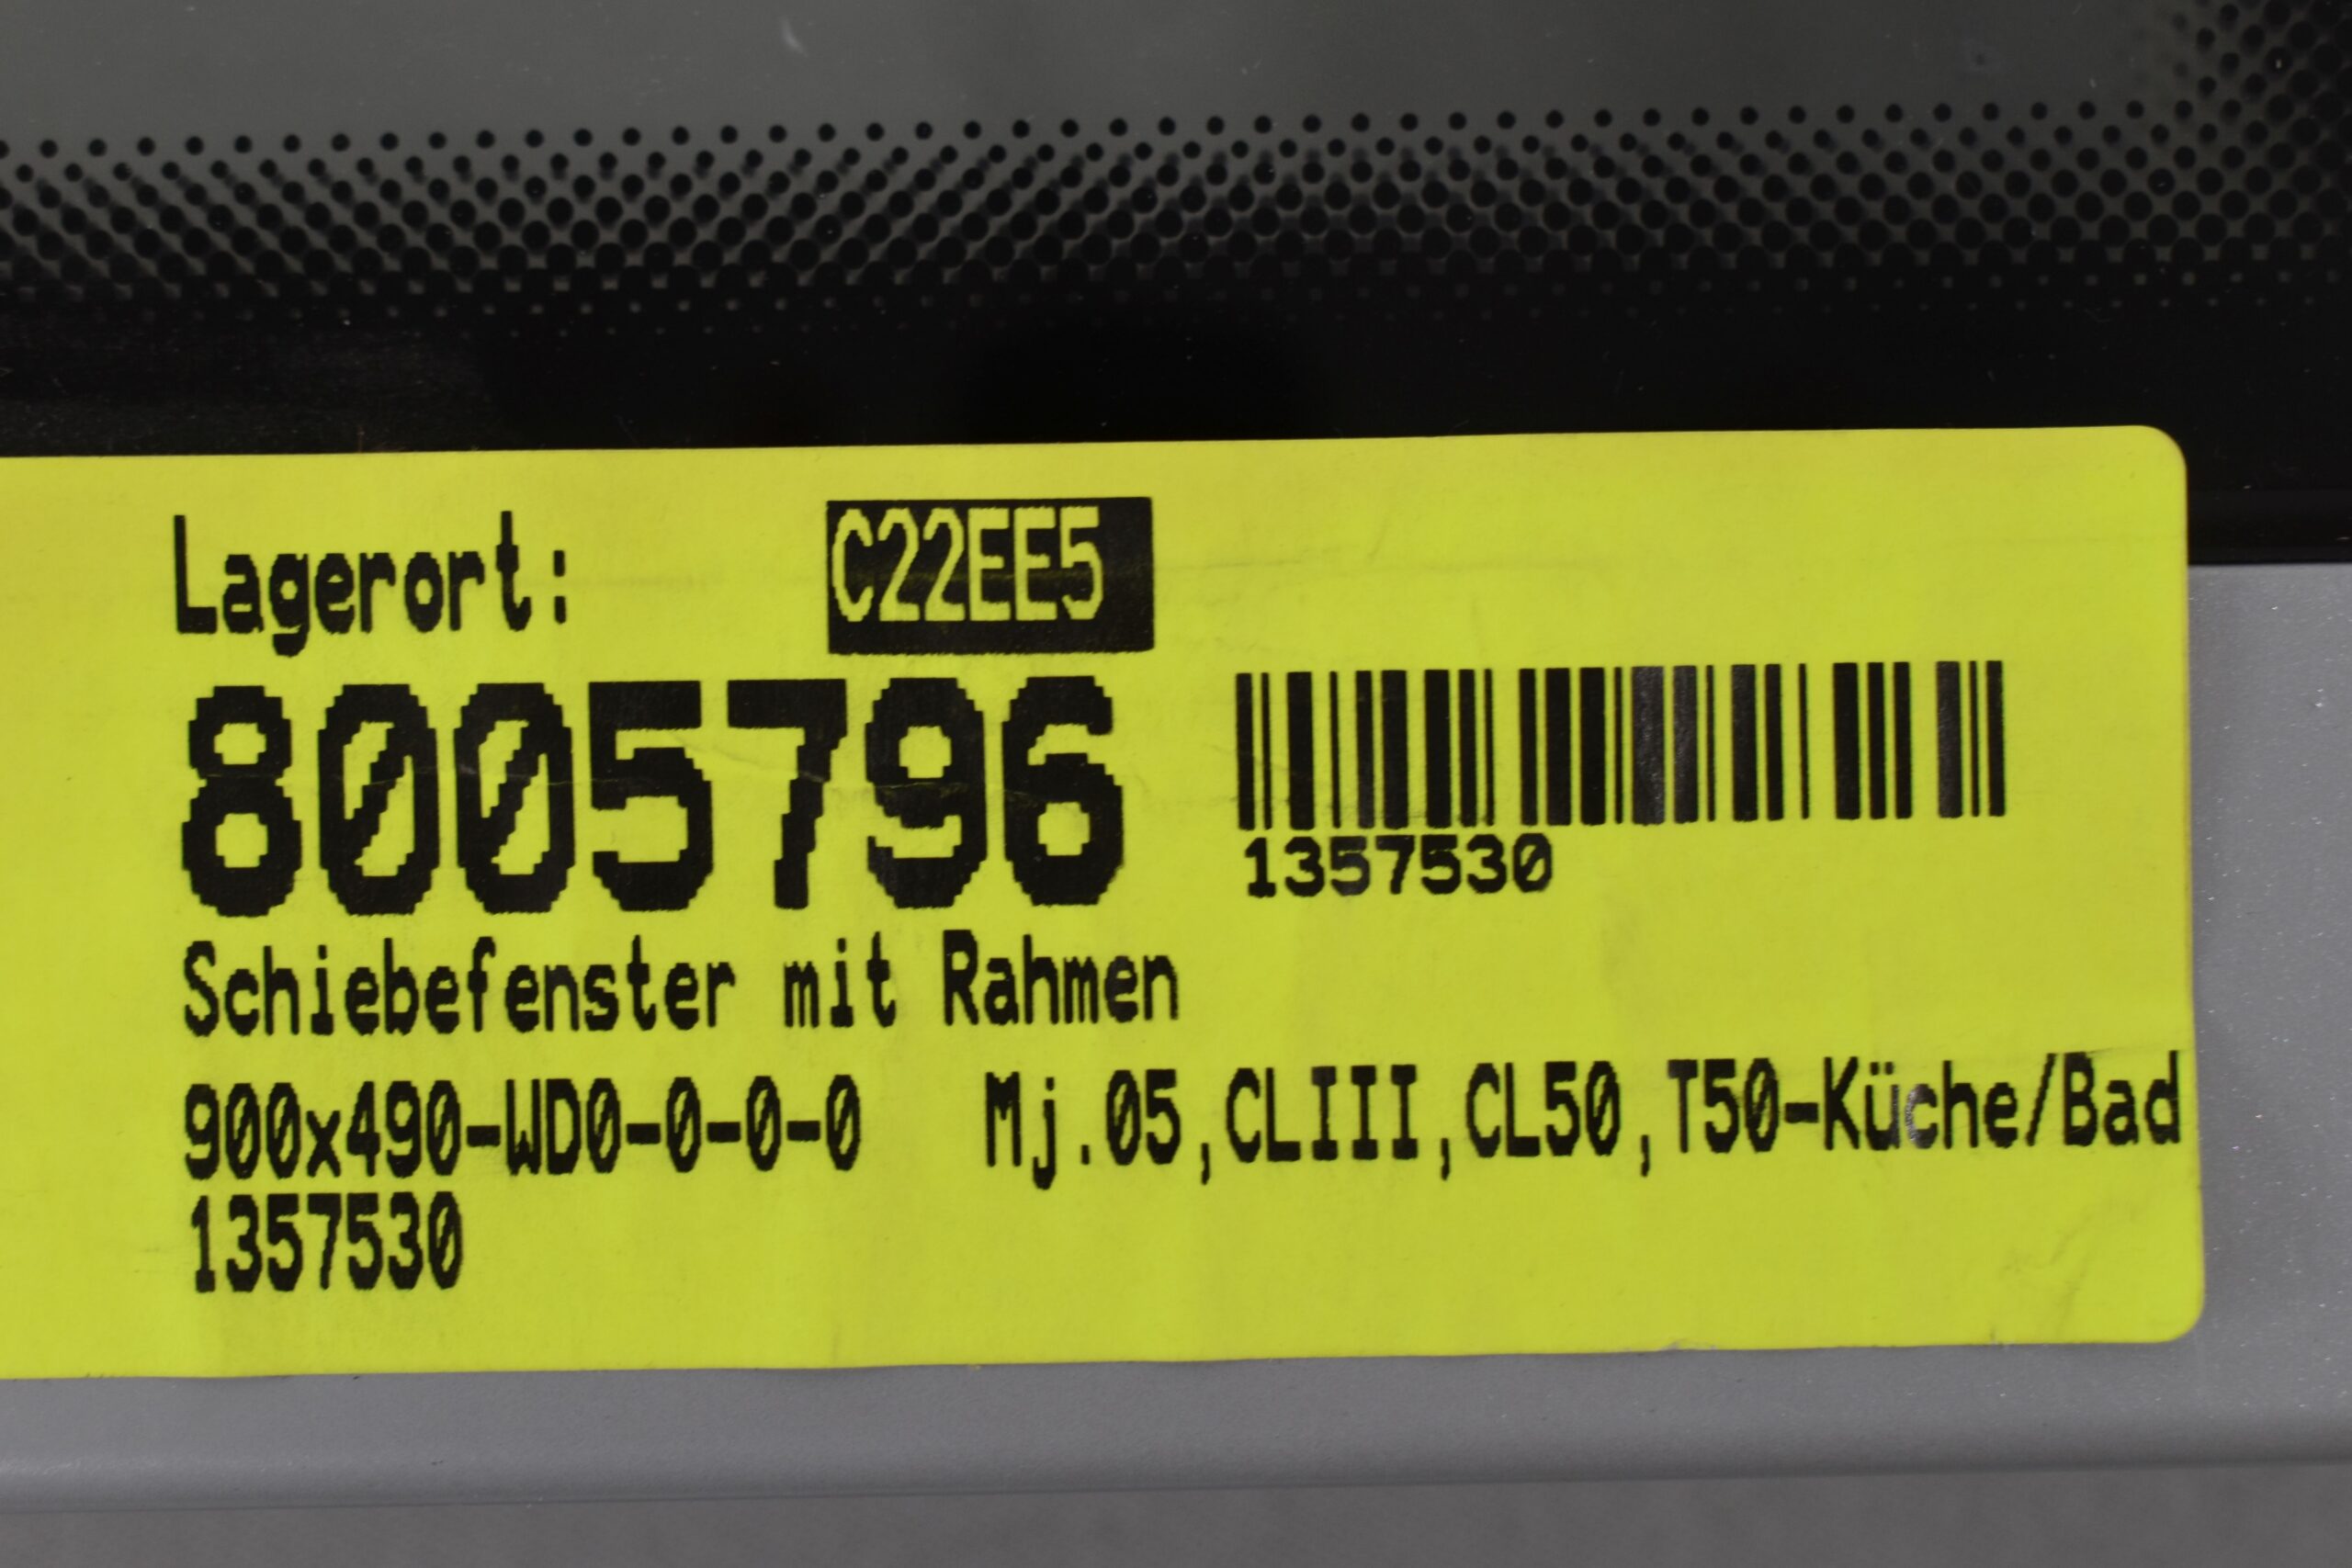 Lagerort: C22EE5
8005796
1357530
Schiebefenster mit Rahmen
900x490-WD0-0-0-0 Mj.05,CLIII,CL50,T50-Küche/Bad
1357530